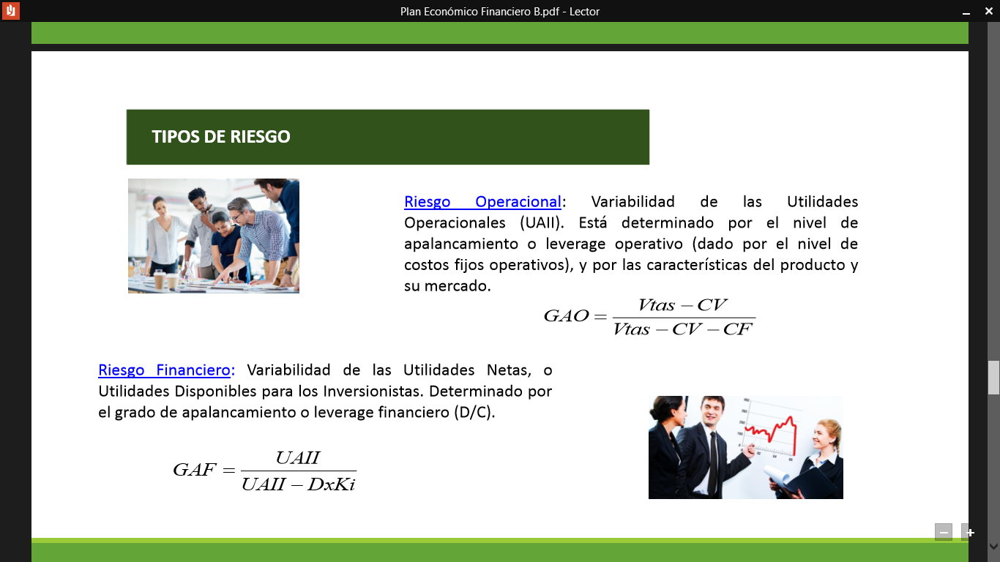 Plan Económico Financiero B.pdf - Lector
TIPOS DE RIESGO
Riesgo Operacional: Variabilidad de las Utilidades
Operacionales (UAII). Está determinado por el nivel de
apalancamiento o leverage operativo (dado por el nivel de
costos fijos operativos), y por las características del producto y
su mercado.
GAO = Vtas − CV
Vtas − CV − CF
Riesgo Financiero: Variabilidad de las Utilidades Netas, o
Utilidades Disponibles para los Inversionistas. Determinado por
el grado de apalancamiento o leverage financiero (D/C).
GAF = UAII
UAII − DxKi